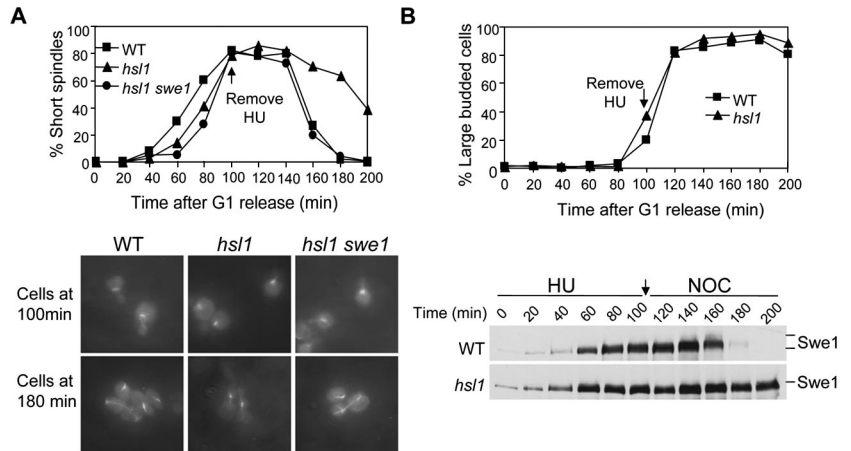 A
% Short spindles
100
80
60
40
20
0
WT
hsl1
hsl1 swe1
Remove
HU
0 20 40 60 80 100 120 140 160 180 200
Time after G1 release (min)
WT hsl1 hsl1 swe1
Cells at
100min
Cells at
180 min
B
% Large budded cells
100
80
60
40
20
0
Remove
HU
WT
hsl1
0 20 40 60 80 100 120 140 160 180 200
Time after G1 release (min)
HU NOC
Time (min) 0 20 40 60 80 100 120 140 160 180 200
WT Swe1
hsl1 Swe1